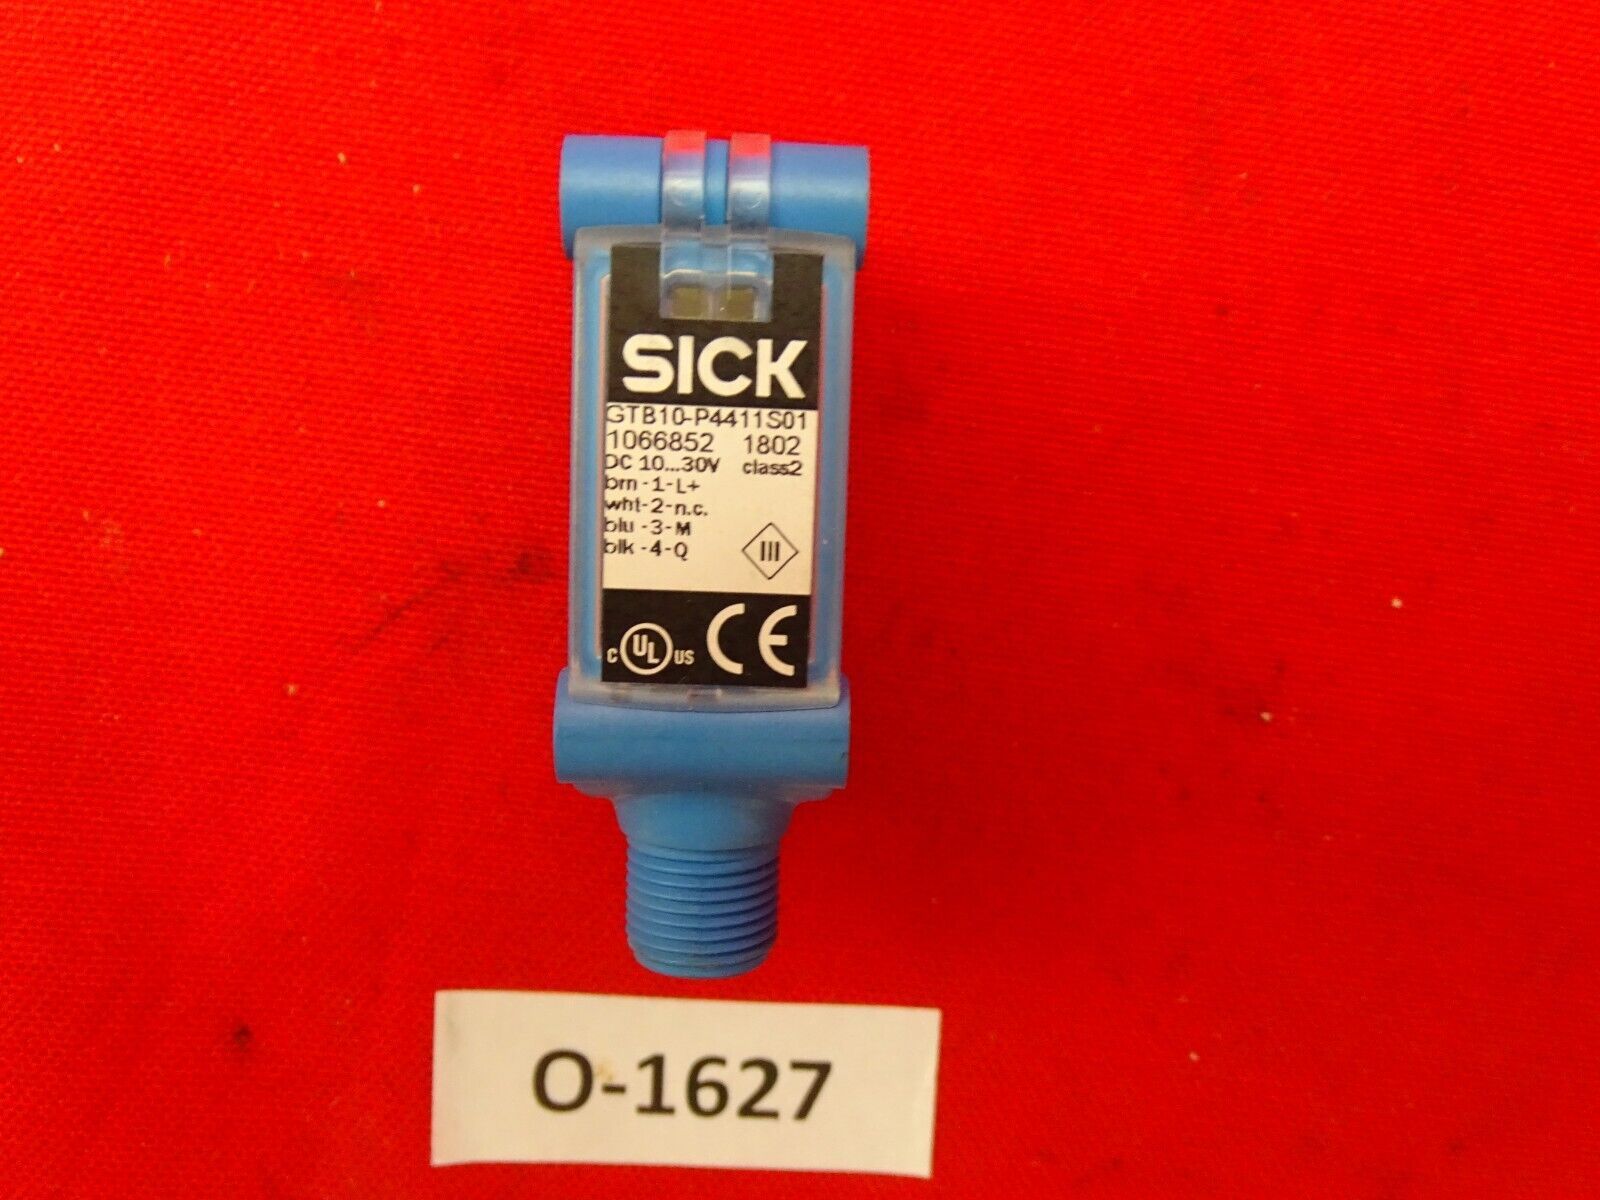 SICK
GTB10-P4411S01
1066852 1802
DC 10...30V class2
brn -1-L+
wht-2-n.c.
blu -3-M
blk -4-Q
III
C UL US CE
O-1627